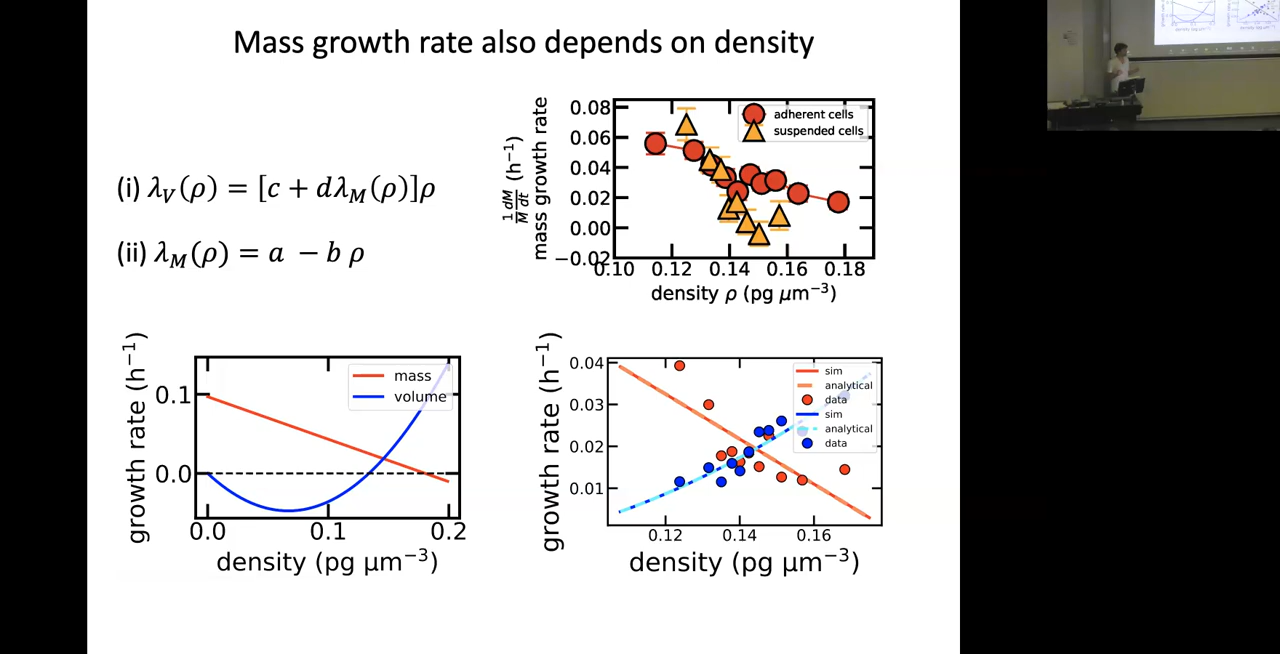 Mass growth rate also depends on density
(i) λ_V(ρ) = [c + dλ_M(ρ)]ρ
(ii) λ_M(ρ) = a − b ρ
1/M dM/dt (h⁻¹)
mass growth rate
0.08
0.06
0.04
0.02
0.00
−0.02
0.10 0.12 0.14 0.16 0.18
density ρ (pg µm⁻³)
adherent cells
suspended cells
growth rate (h⁻¹)
0.1
0.0
0.0 0.1 0.2
density (pg µm⁻³)
mass
volume
growth rate (h⁻¹)
0.04
0.03
0.02
0.01
0.12 0.14 0.16
density (pg µm⁻³)
sim
analytical
data
sim
analytical
data